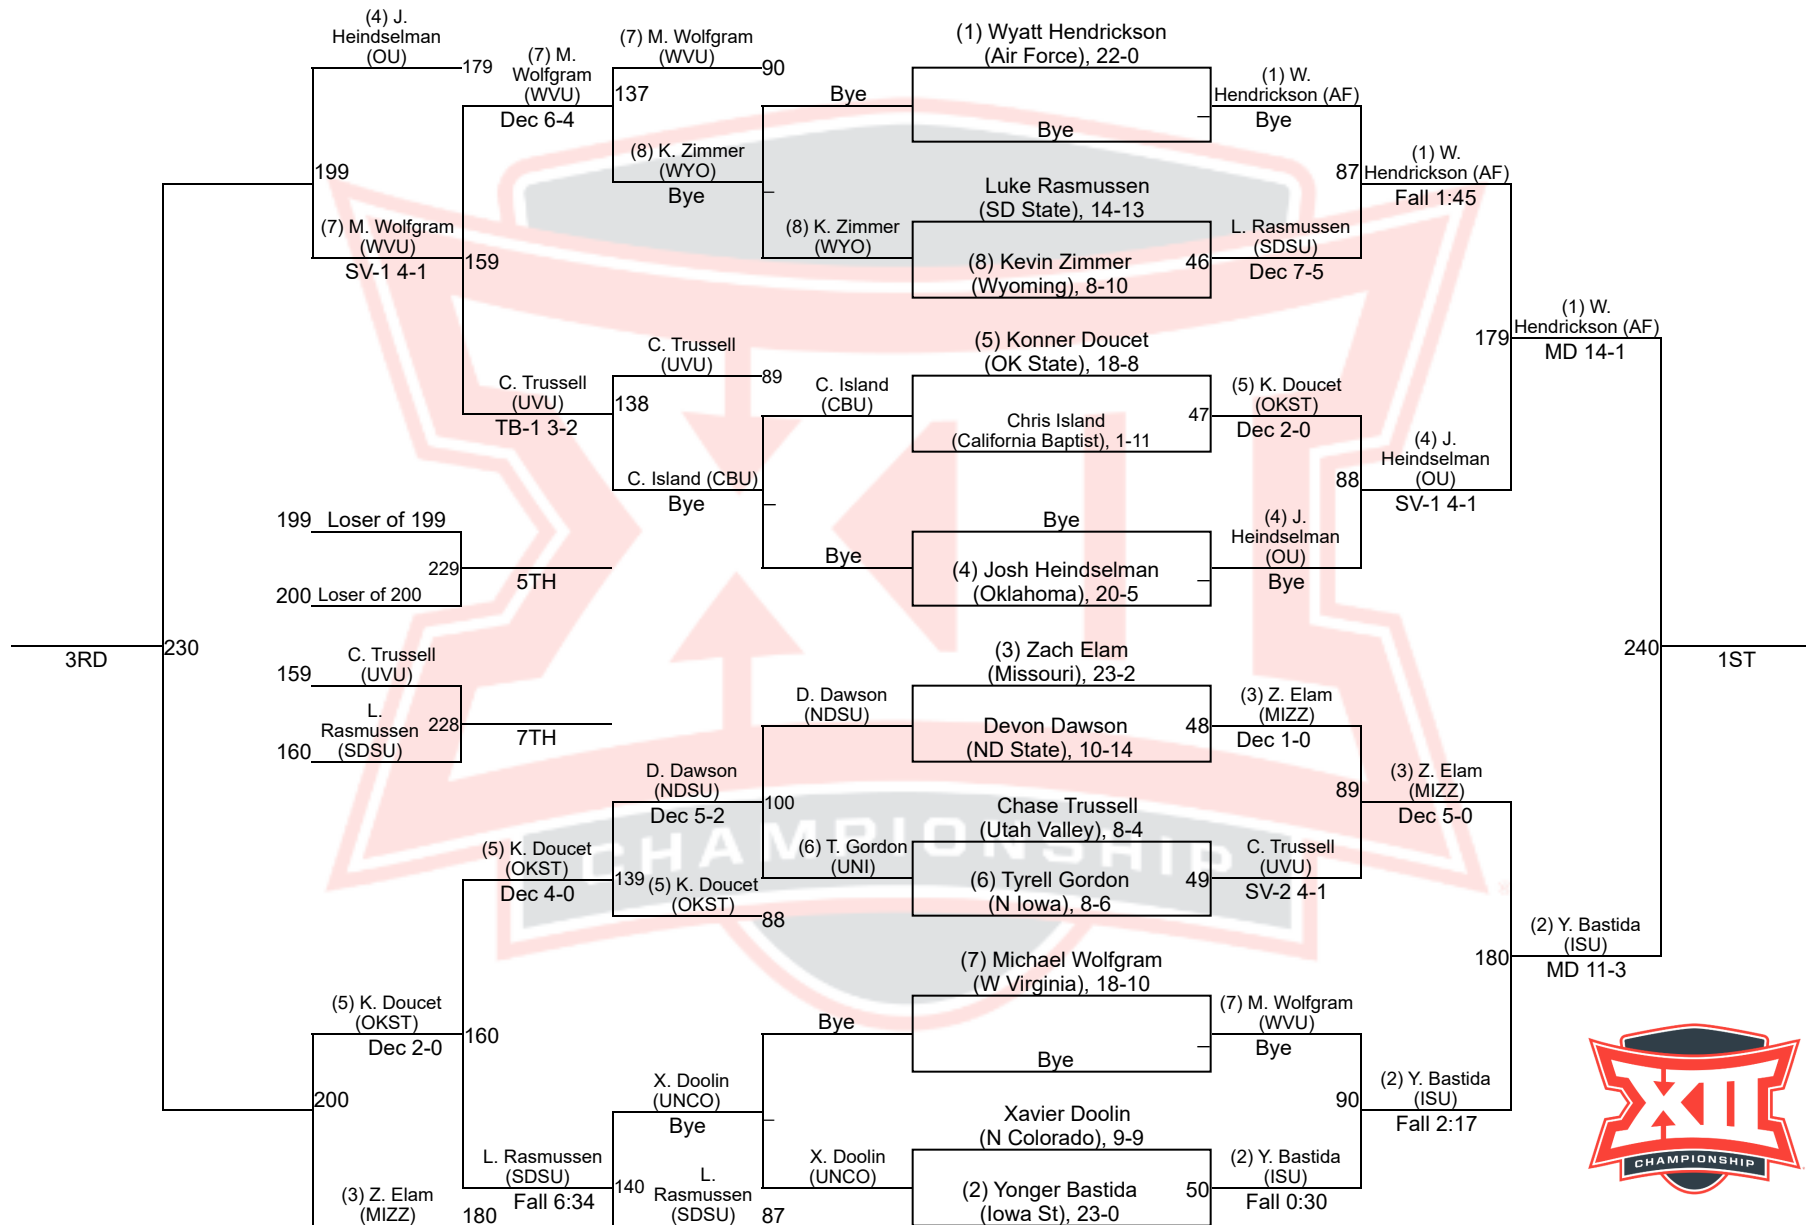 (4) J.
Heindselman
(OU)
179
(7) M.
Wolfgram
(WVU)
Dec 6-4
(7) M. Wolfgram
(WVU)
90
137
(8) K. Zimmer
(WYO)
Bye
199
(7) M. Wolfgram
(WVU)
SV-1 4-1
159
Bye
(8) K. Zimmer
(WYO)
(1) Wyatt Hendrickson
(Air Force), 22-0
Bye
Luke Rasmussen
(SD State), 14-13
(8) Kevin Zimmer
(Wyoming), 8-10
46
(1) W.
Hendrickson (AF)
Bye
87
L. Rasmussen
(SDSU)
Dec 7-5
(1) W.
Hendrickson (AF)
Fall 1:45
C. Trussell
(UVU)
TB-1 3-2
C. Trussell
(UVU)
89
138
C. Island (CBU)
Bye
C. Island
(CBU)
Bye
(5) Konner Doucet
(OK State), 18-8
Chris Island
(California Baptist), 1-11
47
Bye
(4) Josh Heindselman
(Oklahoma), 20-5
(5) K. Doucet
(OKST)
Dec 2-0
88
(4) J.
Heindselman
(OU)
Bye
(4) J.
Heindselman
(OU)
SV-1 4-1
179
(1) W.
Hendrickson (AF)
MD 14-1
199 Loser of 199
229
5TH
200 Loser of 200
3RD
230
159
C. Trussell
(UVU)
228
7TH
L.
Rasmussen
(SDSU)
160
240
1ST
(5) K. Doucet
(OKST)
Dec 4-0
D. Dawson
(NDSU)
Dec 5-2
139
(5) K. Doucet
(OKST)
88
D. Dawson
(NDSU)
100
(6) T. Gordon
(UNI)
(3) Zach Elam
(Missouri), 23-2
Devon Dawson
(ND State), 10-14
48
Chase Trussell
(Utah Valley), 8-4
(6) Tyrell Gordon
(N Iowa), 8-6
49
(3) Z. Elam
(MIZZ)
Dec 1-0
89
C. Trussell
(UVU)
SV-2 4-1
(3) Z. Elam
(MIZZ)
Dec 5-0
180
(2) Y. Bastida
(ISU)
MD 11-3
(5) K. Doucet
(OKST)
Dec 2-0
160
200
(3) Z. Elam
(MIZZ)
180
L. Rasmussen
(SDSU)
Fall 6:34
X. Doolin
(UNCO)
Bye
140
L.
Rasmussen
(SDSU)
87
Bye
X. Doolin
(UNCO)
(7) Michael Wolfgram
(W Virginia), 18-10
Bye
Xavier Doolin
(N Colorado), 9-9
(2) Yonger Bastida
(Iowa St), 23-0
50
(7) M. Wolfgram
(WVU)
Bye
90
(2) Y. Bastida
(ISU)
Fall 0:30
(2) Y. Bastida
(ISU)
Fall 2:17
XII
CHAMPIONSHIP
XII
CHAMPIONSHIP